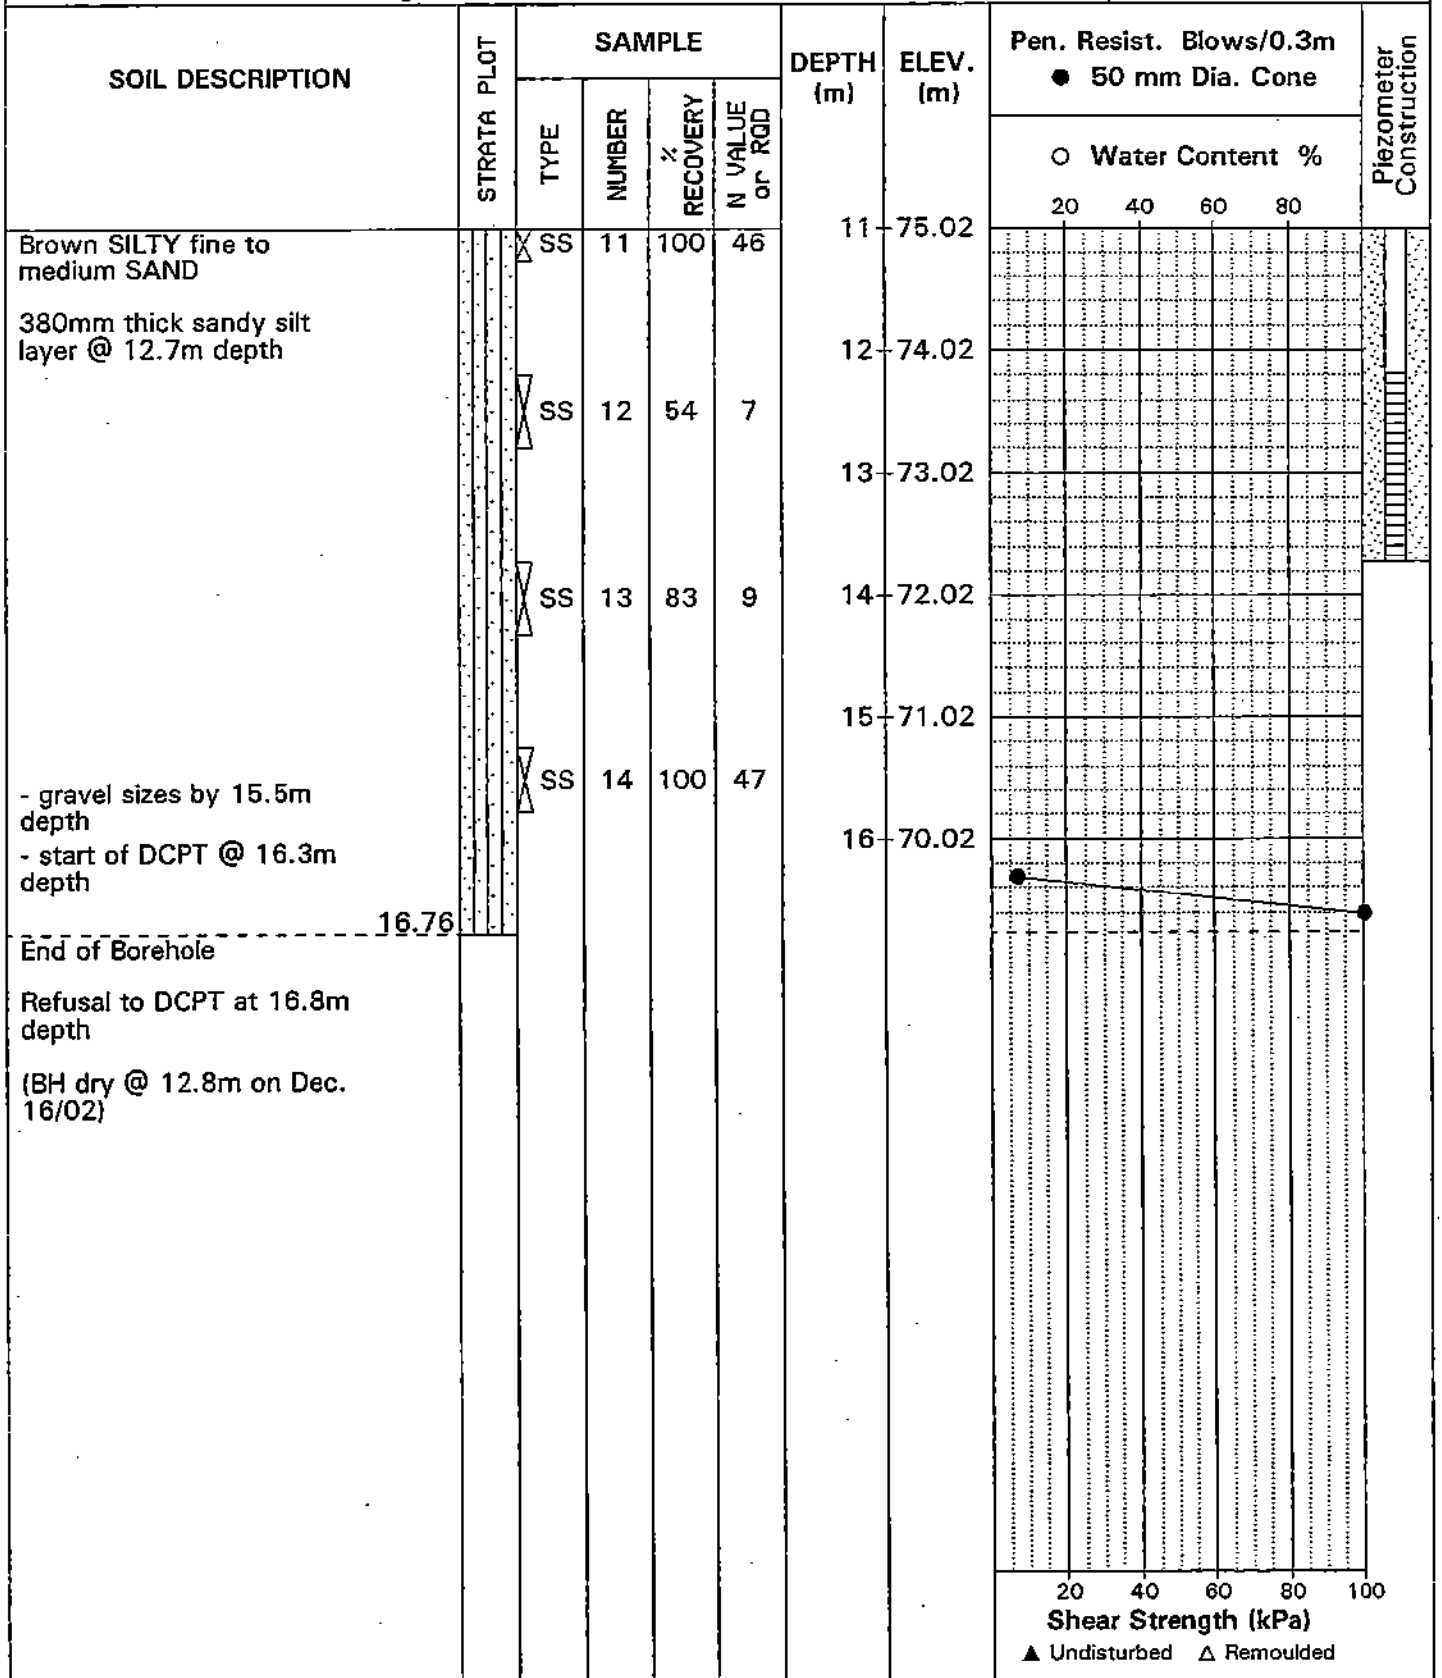 SOIL DESCRIPTION
STRATA PLOT
SAMPLE
TYPE
NUMBER
% RECOVERY
N VALUE or RQD
DEPTH (m)
ELEV. (m)
Pen. Resist. Blows/0.3m
● 50 mm Dia. Cone
○ Water Content %
20 40 60 80
Piezometer Construction
11 75.02
Brown SILTY fine to
medium SAND
SS 11 100 46
380mm thick sandy silt
layer @ 12.7m depth
12 74.02
SS 12 54 7
13 73.02
SS 13 83 9
14 72.02
15 71.02
SS 14 100 47
- gravel sizes by 15.5m
depth
16 70.02
- start of DCPT @ 16.3m
depth
16.76
End of Borehole
Refusal to DCPT at 16.8m
depth
(BH dry @ 12.8m on Dec.
16/02)
20 40 60 80 100
Shear Strength (kPa)
▲ Undisturbed △ Remoulded